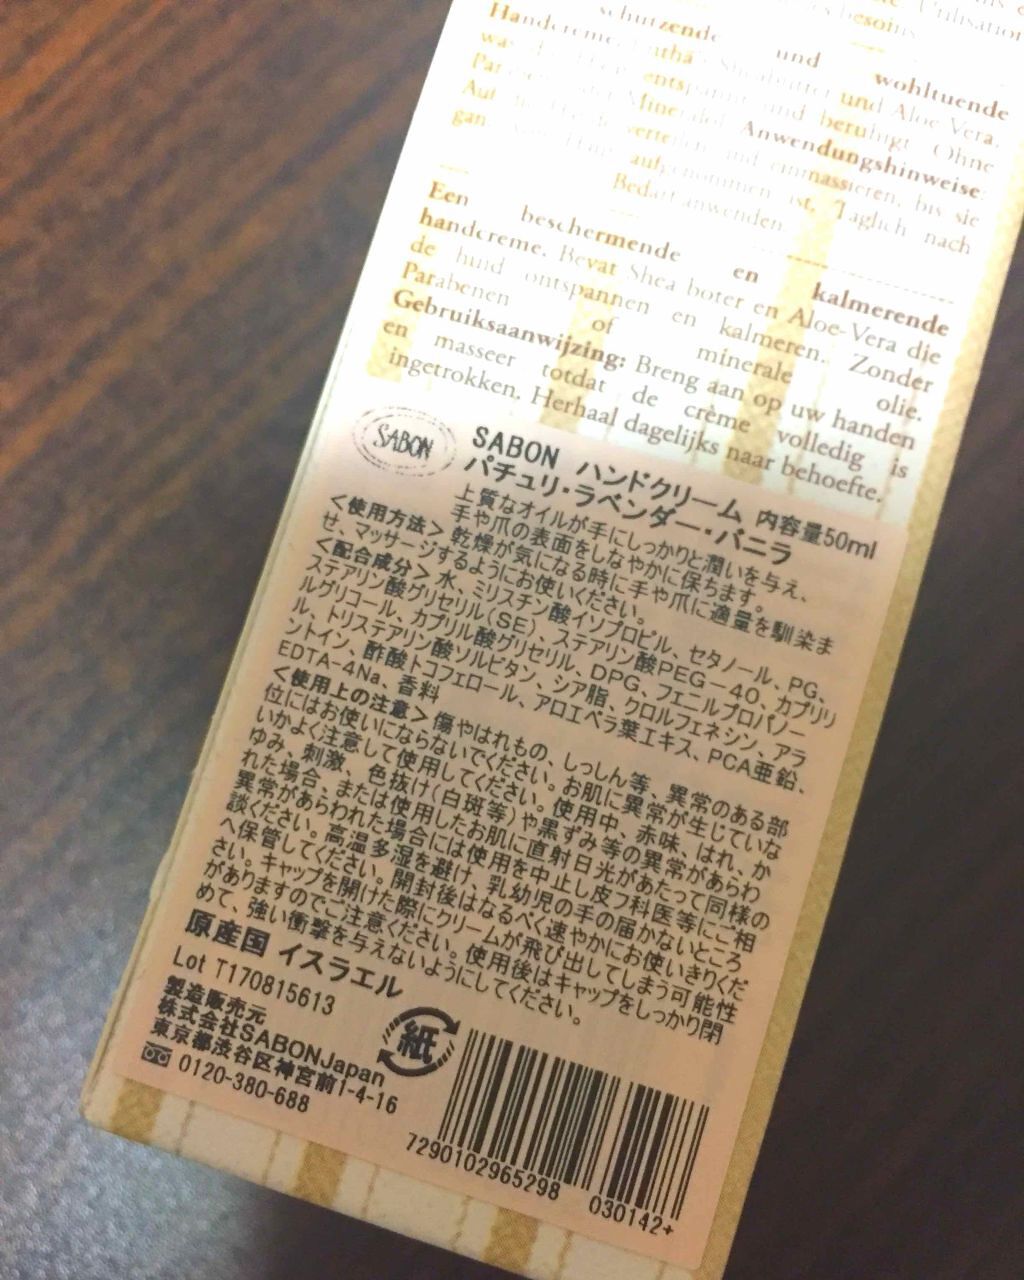 l'Utilisation
besoins.
schützende und wohltuende
Handcreme. Sheabutter und Aloe Vera,
entspannt und beruhigt. Ohne
Mineralöl. Anwendungshinweise:
verteilen und einmassieren, bis sie
aufgenommen ist. Täglich nach
Bedarf anwenden.
Een beschermende en kalmerende
handcreme. Bevat Shea boter en Aloe-Vera die
de huid ontspannen en kalmeren. Zonder
Parabenen of minerale olie.
Gebruiksaanwijzing: Breng aan op uw handen
en masseer totdat de crème volledig is
ingetrokken. Herhaal dagelijks naar behoefte.
SABON
SABON ハンドクリーム 内容量50ml
パチュリ・ラベンダー・バニラ
上質なオイルが手にしっかりと潤いを与え、
手や爪の表面をしなやかに保ちます。
<使用方法> 乾燥が気になる時に手や爪に適量を馴染ま
せ、マッサージするようにお使いください。
<配合成分> 水、ミリスチン酸イソプロピル、セタノール、PG、
ステアリン酸グリセリル(SE)、ステアリン酸PEG-40、カプリリ
ルグリコール、カプリル酸グリセリル、DPG、フェニルプロパノー
ル、トリステアリン酸ソルビタン、シア脂、クロルフェネシン、アラ
ントイン、酢酸トコフェロール、アロエベラ葉エキス、PCA亜鉛、
EDTA-4Na、香料
<使用上の注意> 傷やはれもの、しっしん等、異常のある部
位にはお使いにならないでください。お肌に異常が生じていな
いかよく注意して使用してください。使用中、赤味、はれ、か
ゆみ、刺激、色抜け(白斑等)や黒ずみ等の異常があらわ
れた場合、または使用したお肌に直射日光があたって同様の
異常があらわれた場合には使用を中止し皮フ科医等にご相
談ください。高温多湿を避け、乳幼児の手の届かないところ
へ保管してください。開封後はなるべく速やかにお使いきりくだ
さい。キャップを開けた際にクリームが飛び出してしまう可能性
がありますのでご注意ください。使用後はキャップをしっかり閉
めて、強い衝撃を与えないようにしてください。
原産国 イスラエル
Lot T170815613
製造販売元
株式会社SABONJapan
東京都渋谷区神宮前1-4-16
0120-380-688
紙
7290102965298 030142+